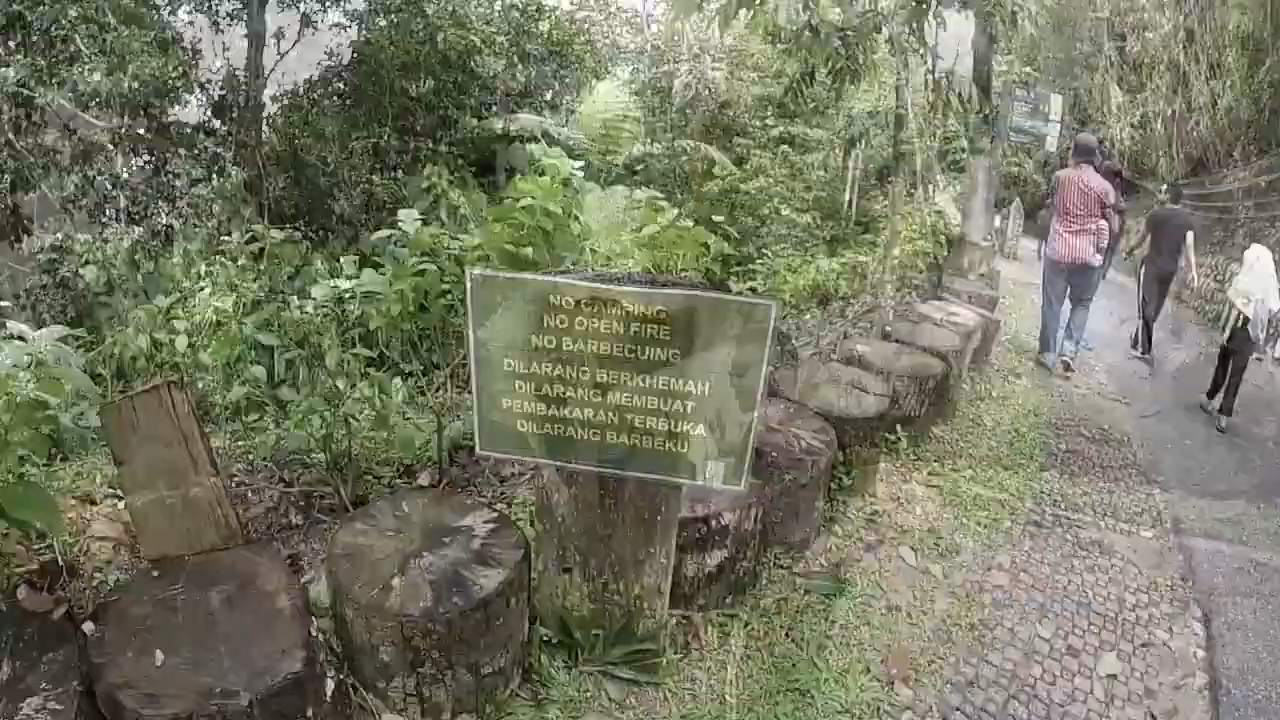 NO CAMPING
NO OPEN FIRE
NO BARBECUING
DILARANG BERKHEMAH
DILARANG MEMBUAT
PEMBAKARAN TERBUKA
DILARANG BARBEKU